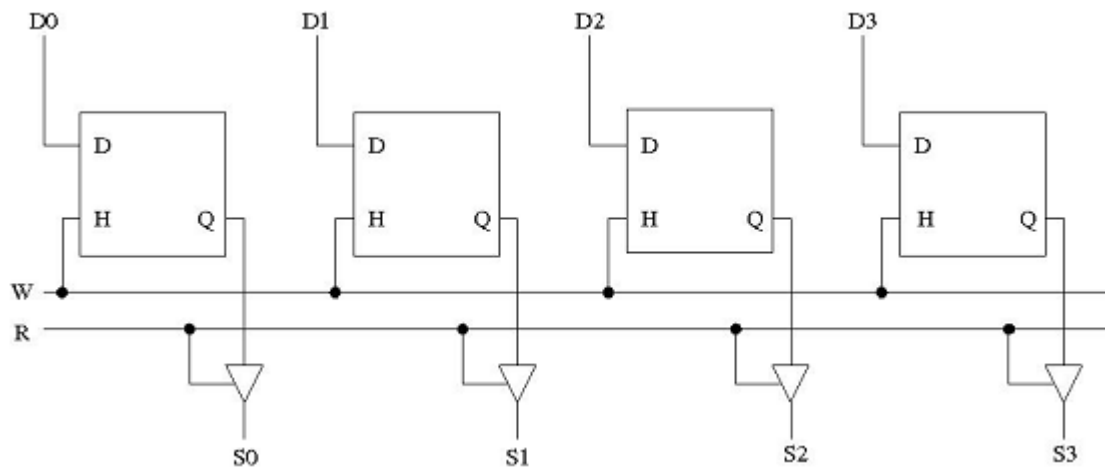 D0 D1 D2 D3
D D D D
H Q H Q H Q H Q
W
R
S0 S1 S2 S3